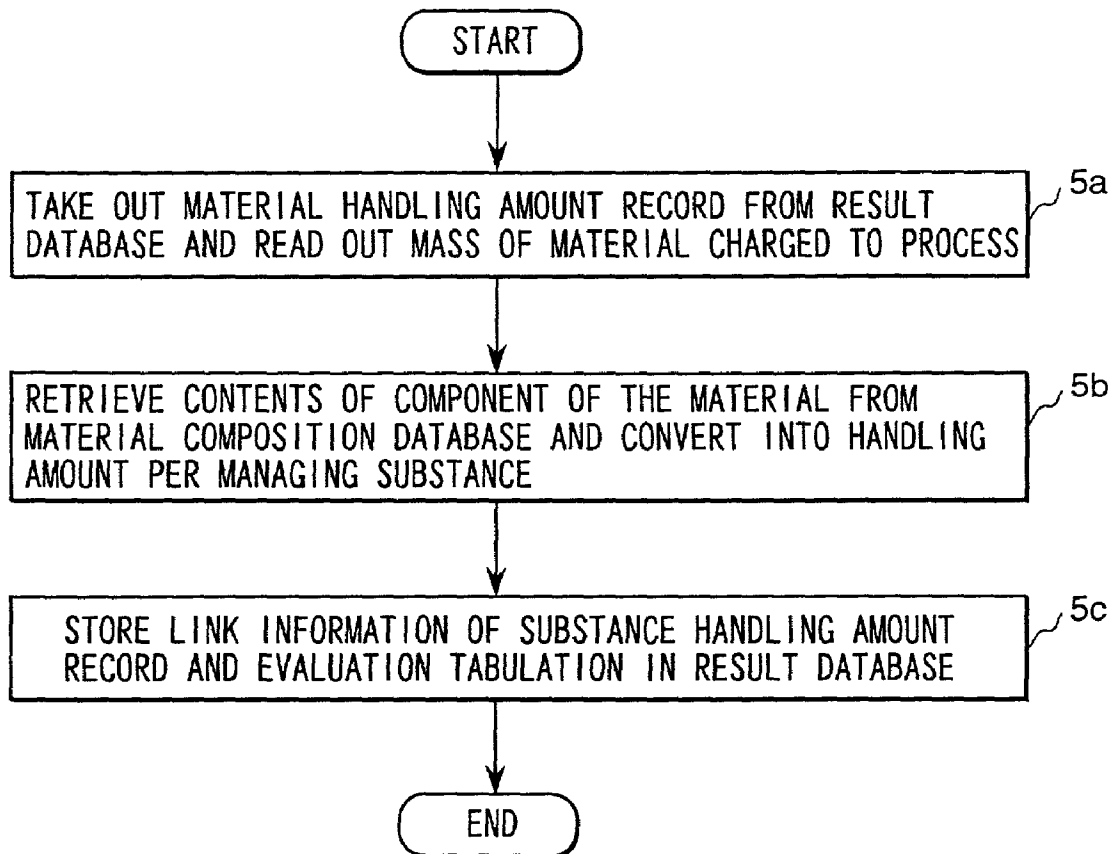 START
5a
TAKE OUT MATERIAL HANDLING AMOUNT RECORD FROM RESULT
DATABASE AND READ OUT MASS OF MATERIAL CHARGED TO PROCESS
5b
RETRIEVE CONTENTS OF COMPONENT OF THE MATERIAL FROM
MATERIAL COMPOSITION DATABASE AND CONVERT INTO HANDLING
AMOUNT PER MANAGING SUBSTANCE
5c
STORE LINK INFORMATION OF SUBSTANCE HANDLING AMOUNT
RECORD AND EVALUATION TABULATION IN RESULT DATABASE
END